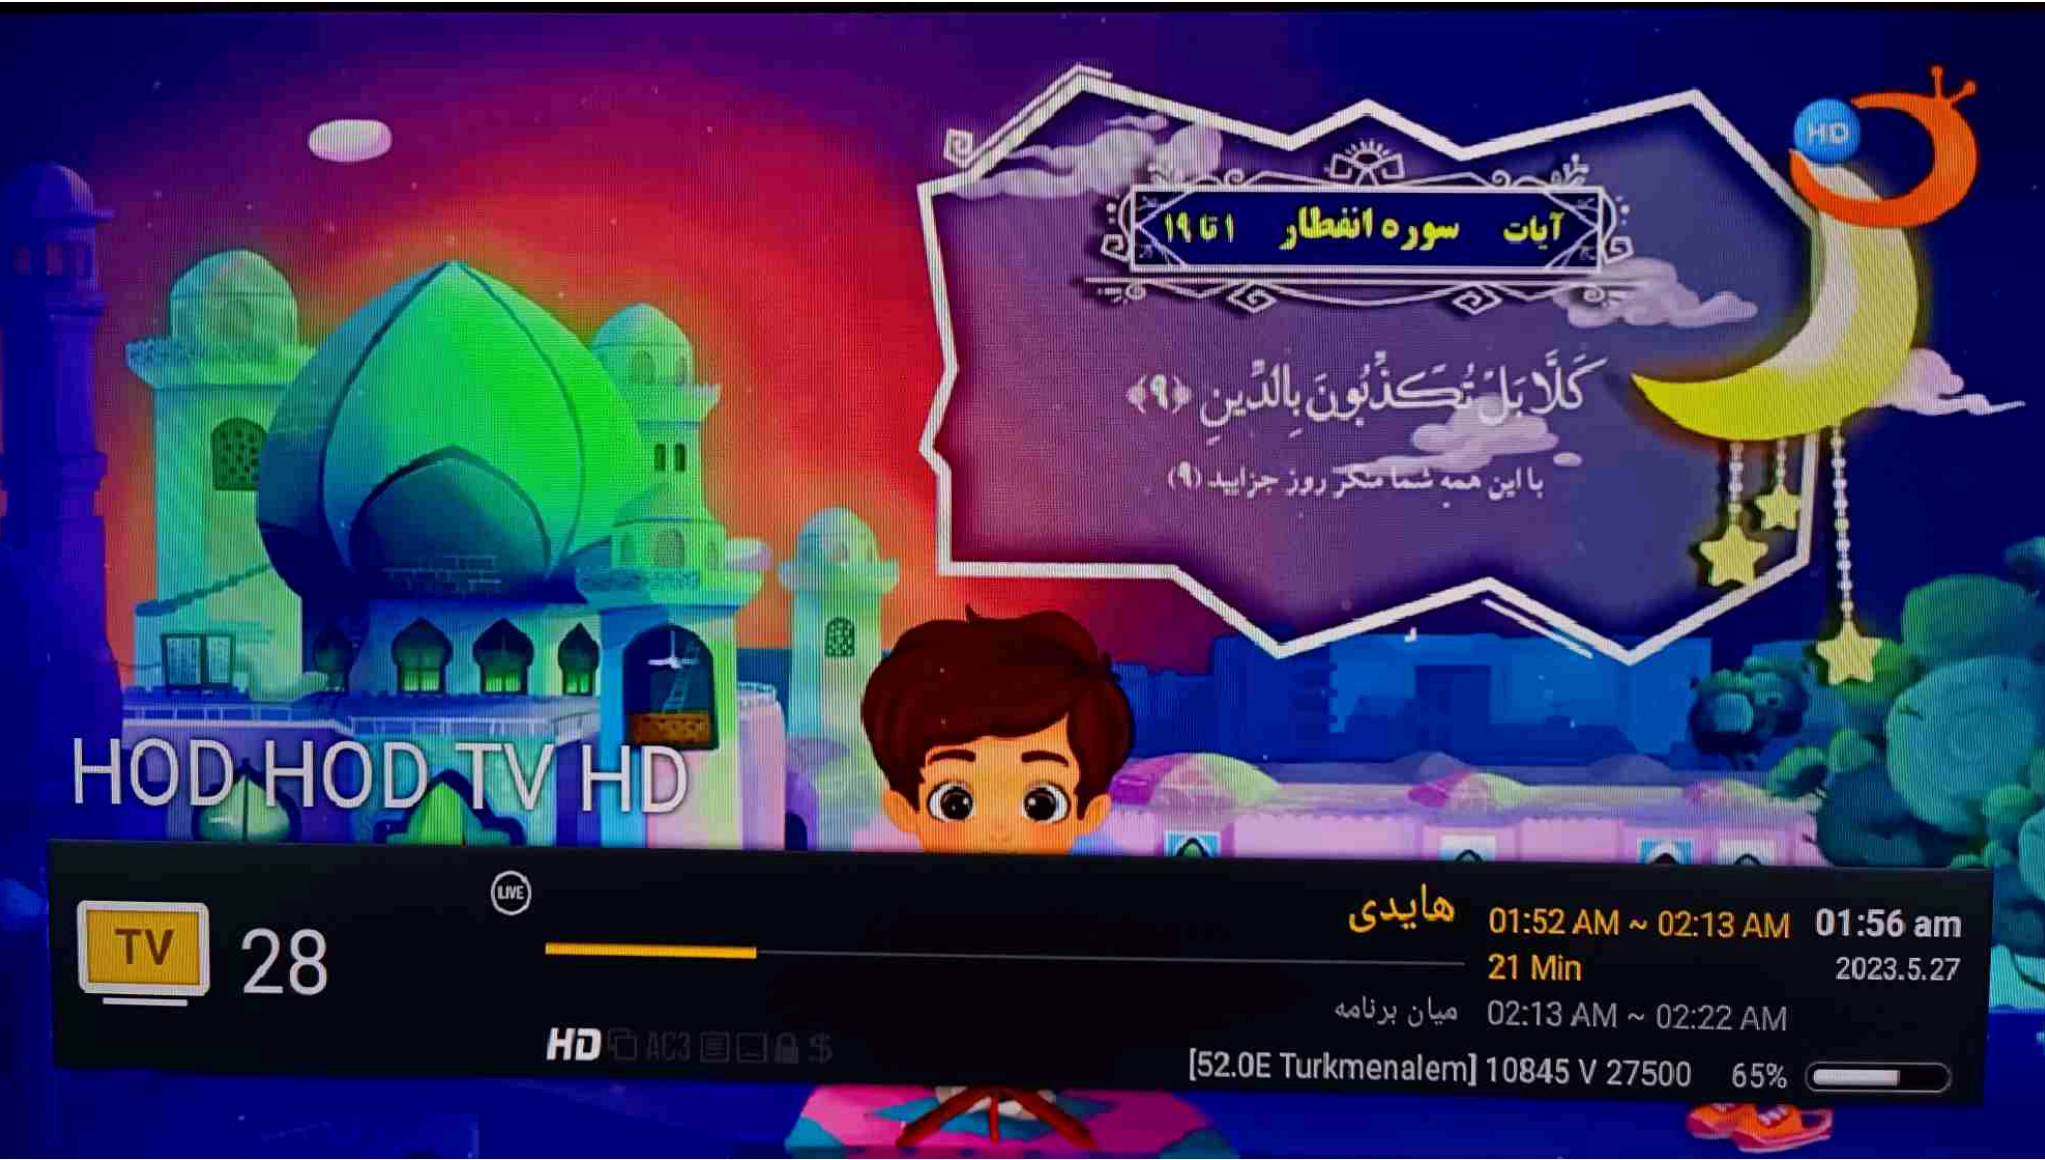 HD
آیات سوره انفطار ۱ تا ۱۹
كَلَّا بَلْ تُكَذِّبُونَ بِالدِّينِ ﴿۹﴾
با این همه شما منکر روز جزایید (۹)
HOD HOD TV HD
LIVE
TV 28
هایدی 01:52 AM ~ 02:13 AM 01:56 am
21 Min 2023.5.27
میان برنامه 02:13 AM ~ 02:22 AM
HD AC3 $
[52.0E Turkmenalem] 10845 V 27500 65%